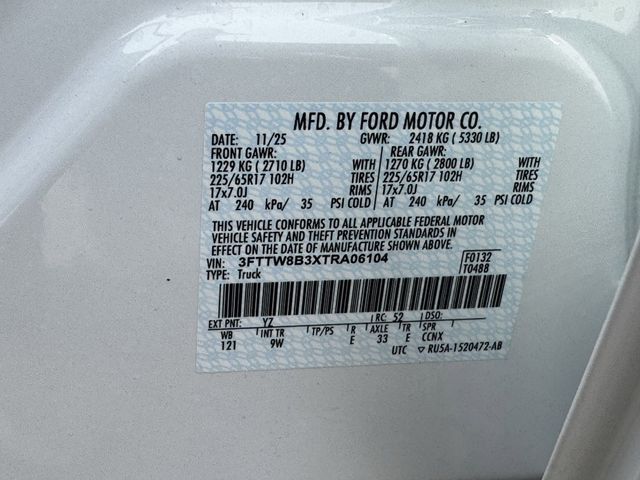 MFD. BY FORD MOTOR CO.
DATE: 11/25 GVWR: 2418 KG ( 5330 LB)
FRONT GAWR: REAR GAWR:
1229 KG ( 2710 LB) WITH 1270 KG ( 2800 LB) WITH
225/65R17 102H TIRES 225/65R17 102H TIRES
17x7.0J RIMS 17x7.0J RIMS
AT 240 kPa/ 35 PSI COLD AT 240 kPa/ 35 PSI COLD
THIS VEHICLE CONFORMS TO ALL APPLICABLE FEDERAL MOTOR
VEHICLE SAFETY AND THEFT PREVENTION STANDARDS IN
EFFECT ON THE DATE OF MANUFACTURE SHOWN ABOVE.
VIN: 3FTTW8B3XTRA06104 F0132
TYPE: Truck T0488
EXT PNT: YZ RC: 52 DSO:
WB INT TR TP/PS R AXLE TR SPR
121 9W E 33 E CCNX
UTC ▽ RU5A-1520472-AB